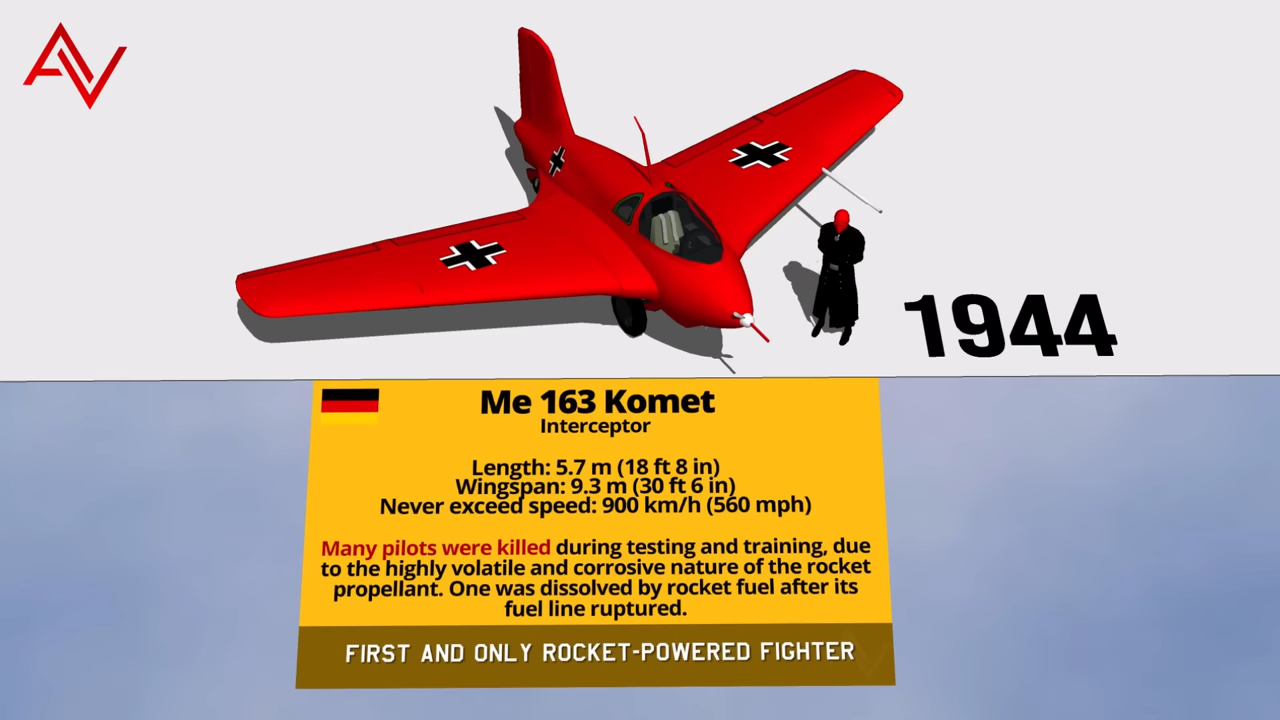 AV
1944
Me 163 Komet
Interceptor
Length: 5.7 m (18 ft 8 in)
Wingspan: 9.3 m (30 ft 6 in)
Never exceed speed: 900 km/h (560 mph)
Many pilots were killed during testing and training, due
to the highly volatile and corrosive nature of the rocket
propellant. One was dissolved by rocket fuel after its
fuel line ruptured.
FIRST AND ONLY ROCKET-POWERED FIGHTER